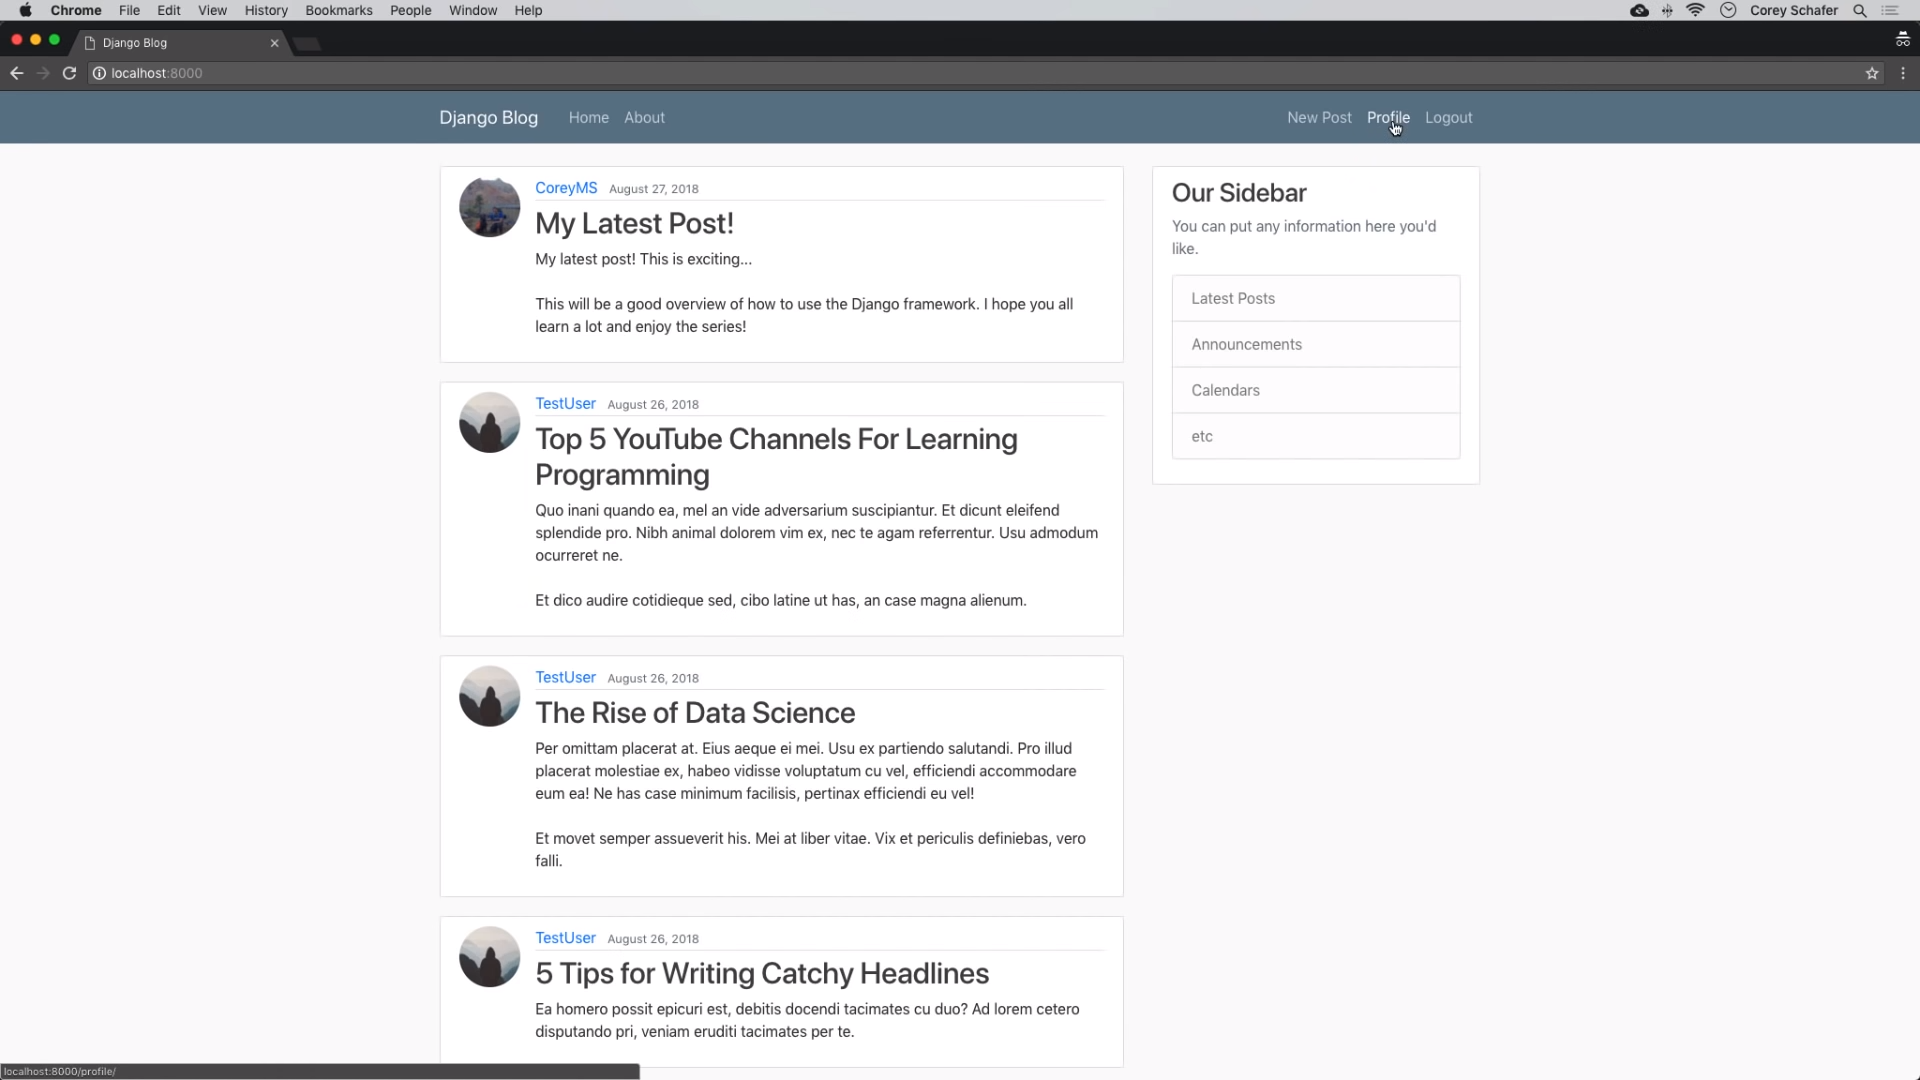 Chrome File Edit View History Bookmarks People Window Help Corey Schafer
Django Blog
localhost:8000
Django Blog Home About New Post Profile Logout
CoreyMS August 27, 2018
My Latest Post!
My latest post! This is exciting...
This will be a good overview of how to use the Django framework. I hope you all
learn a lot and enjoy the series!
TestUser August 26, 2018
Top 5 YouTube Channels For Learning
Programming
Quo inani quando ea, mel an vide adversarium suscipiantur. Et dicunt eleifend
splendide pro. Nibh animal dolorem vim ex, nec te agam referrentur. Usu admodum
ocurreret ne.
Et dico audire cotidieque sed, cibo latine ut has, an case magna alienum.
TestUser August 26, 2018
The Rise of Data Science
Per omittam placerat at. Eius aeque ei mei. Usu ex partiendo salutandi. Pro illud
placerat molestiae ex, habeo vidisse voluptatum cu vel, efficiendi accommodare
eum ea! Ne has case minimum facilisis, pertinax efficiendi eu vel!
Et movet semper assueverit his. Mei at liber vitae. Vix et periculis definiebas, vero
falli.
TestUser August 26, 2018
5 Tips for Writing Catchy Headlines
Ea homero possit epicuri est, debitis docendi tacimates cu duo? Ad lorem cetero
disputando pri, veniam eruditi tacimates per te.
Our Sidebar
You can put any information here you'd
like.
Latest Posts
Announcements
Calendars
etc
localhost:8000/profile/